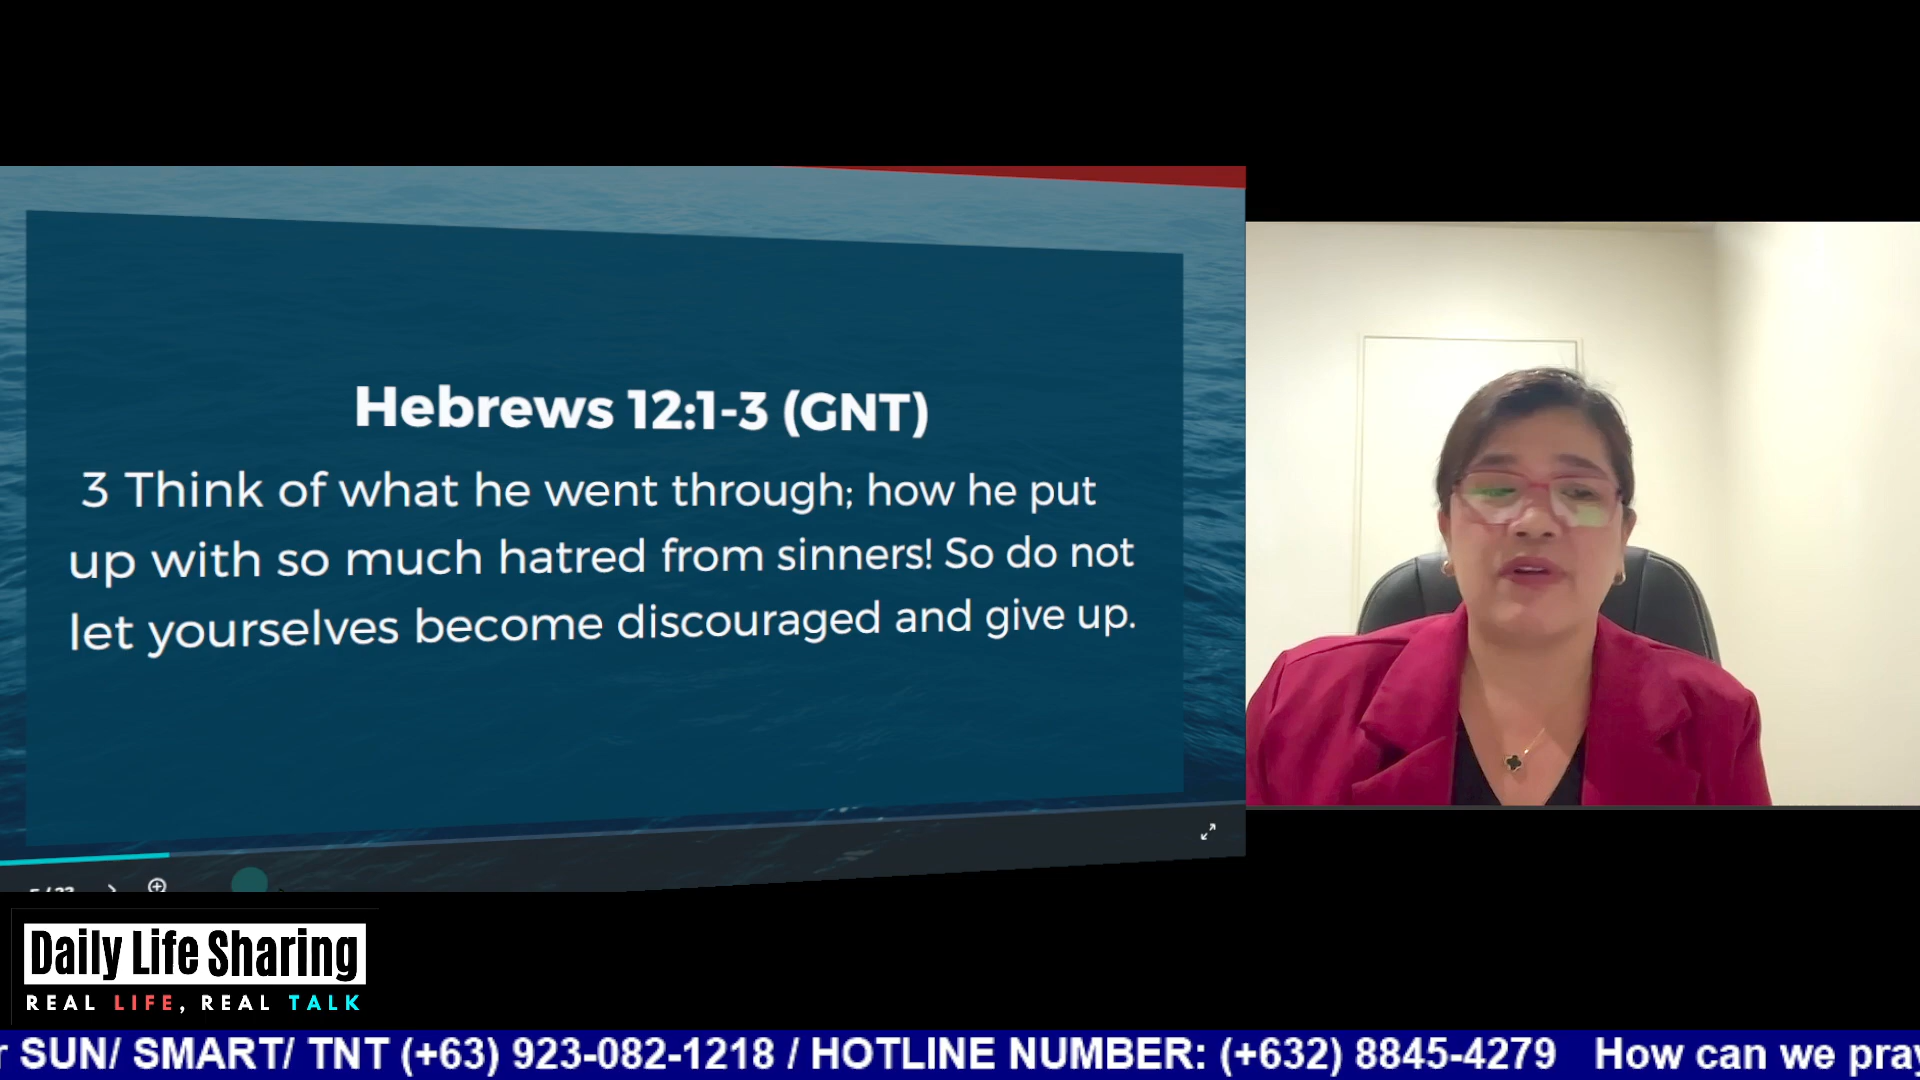 Hebrews 12:1-3 (GNT)
3 Think of what he went through; how he put
up with so much hatred from sinners! So do not
let yourselves become discouraged and give up.
Daily Life Sharing
REAL LIFE, REAL TALK
SUN/ SMART/ TNT (+63) 923-082-1218 / HOTLINE NUMBER: (+632) 8845-4279 How can we pray